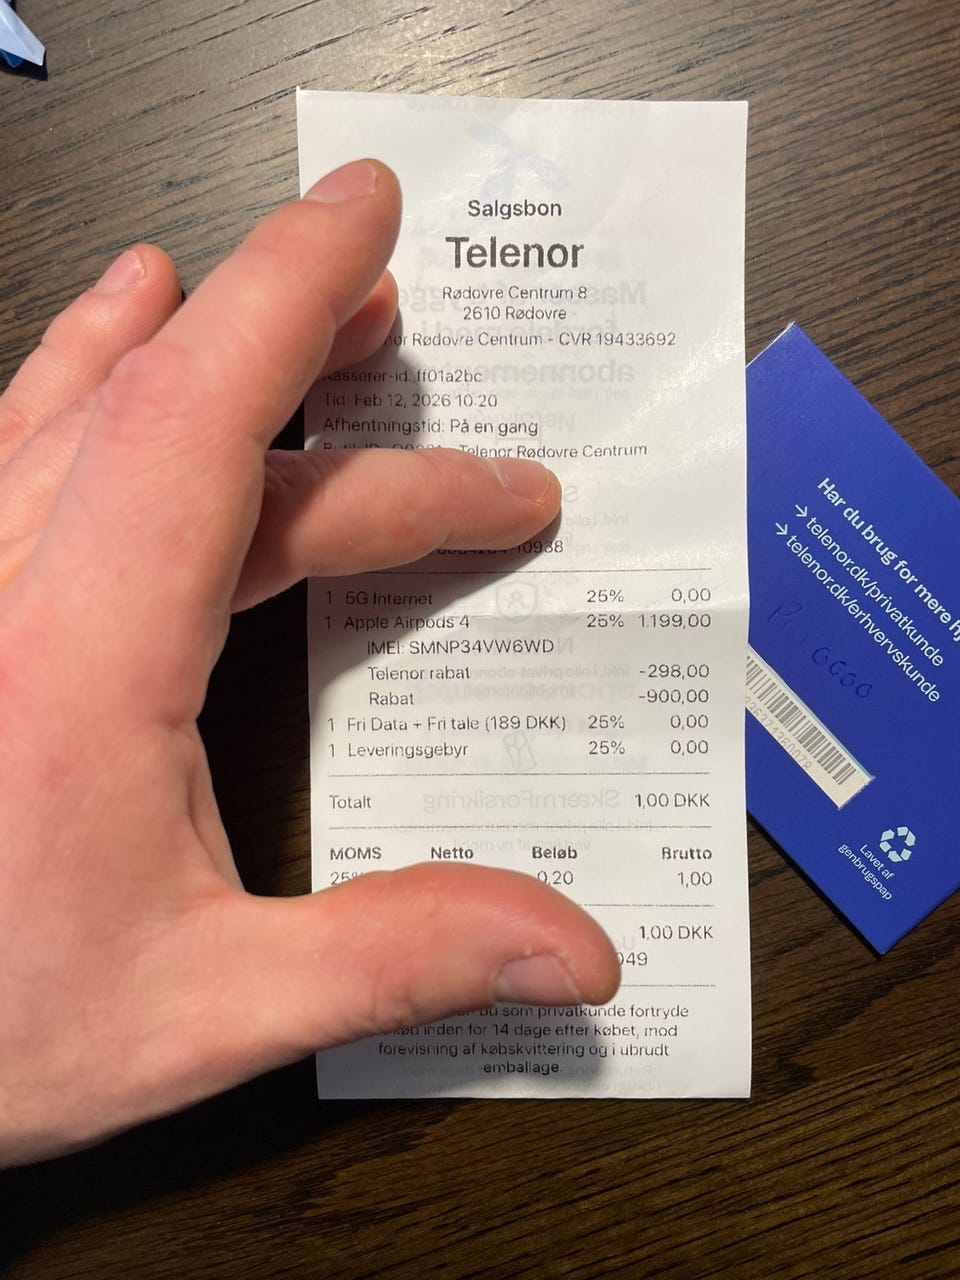 Salgsbon
Telenor
Rødovre Centrum 8
2610 Rødovre
Rødovre Centrum - CVR 19433692
Kasserer-id: ff01a2bc
Tid: Feb 12, 2026 10:20
Afhentningstid: På en gang
Telenor Rødovre Centrum
10938
1 5G Internet 25% 0,00
1 Apple Airpods 4 25% 1.199,00
IMEI: SMNP34VW6WD
Telenor rabat -298,00
Rabat -900,00
1 Fri Data + Fri tale (189 DKK) 25% 0,00
1 Leveringsgebyr 25% 0,00
Totalt 1,00 DKK
MOMS Netto Beløb Brutto
25% 0,20 1,00
1,00 DKK
049
du som privatkunde fortryde
køb inden for 14 dage efter købet, mod
forevisning af købskvittering og i ubrudt
emballage.
Har du brug for mere
→ telenor.dk/privatkunde
→ telenor.dk/erhvervskunde
Lavet af
genbrugspap